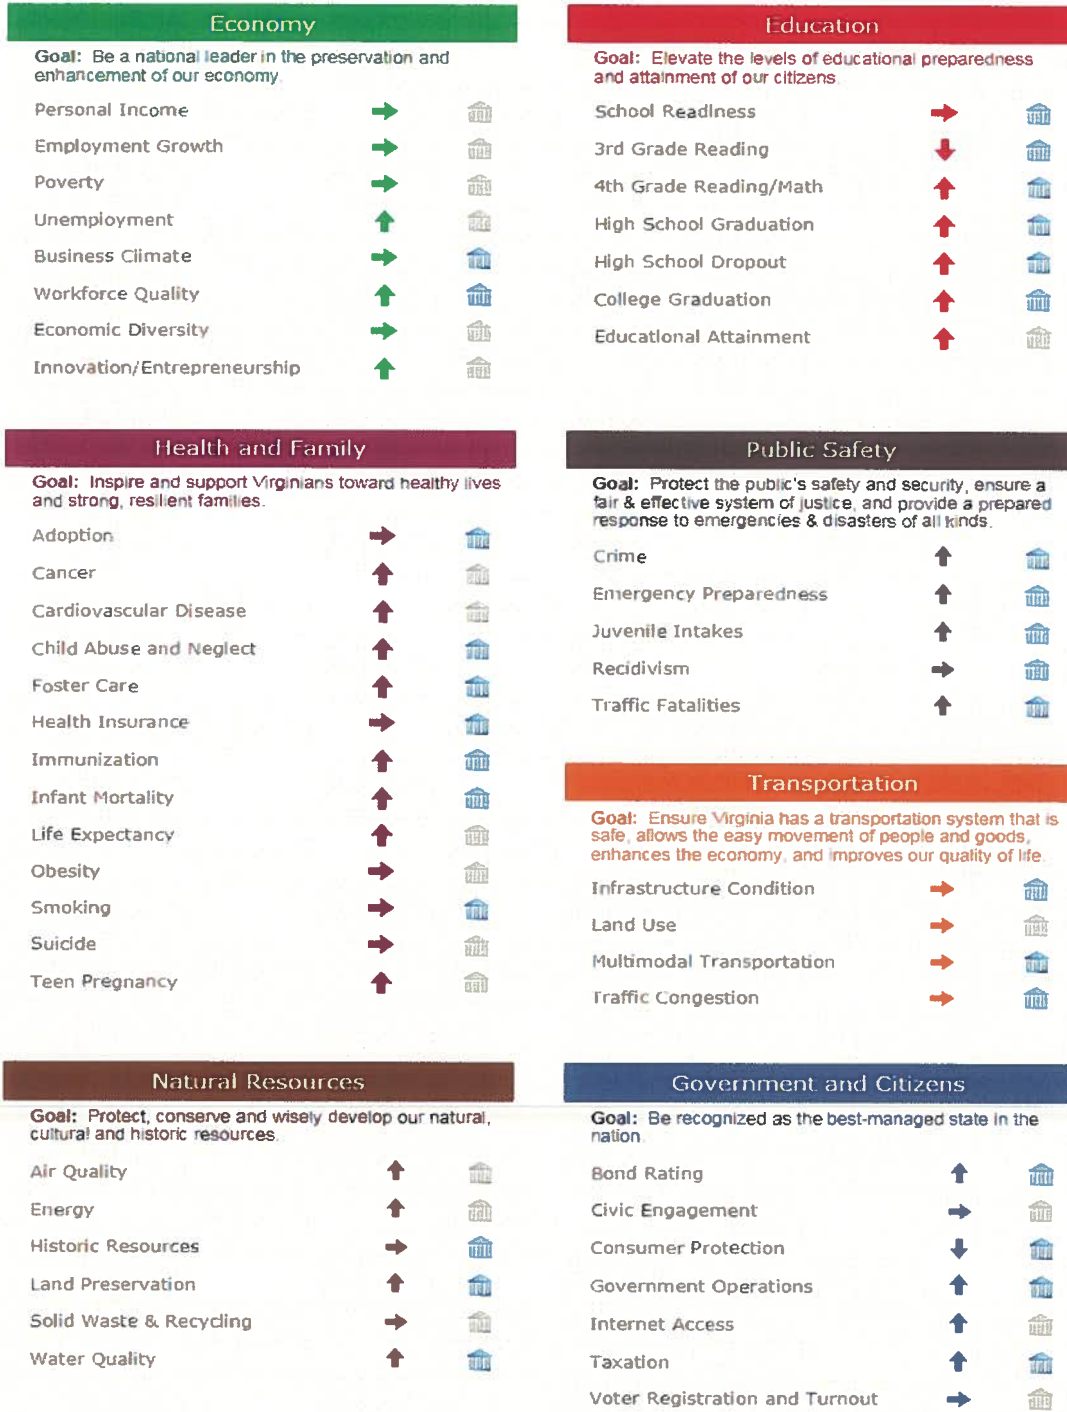 Economy
Goal: Be a national leader in the preservation and
enhancement of our economy.
Personal Income
Employment Growth
Poverty
Unemployment
Business Climate
Workforce Quality
Economic Diversity
Innovation/Entrepreneurship
Education
Goal: Elevate the levels of educational preparedness
and attainment of our citizens.
School Readiness
3rd Grade Reading
4th Grade Reading/Math
High School Graduation
High School Dropout
College Graduation
Educational Attainment
Health and Family
Goal: Inspire and support Virginians toward healthy lives
and strong, resilient families.
Adoption
Cancer
Cardiovascular Disease
Child Abuse and Neglect
Foster Care
Health Insurance
Immunization
Infant Mortality
Life Expectancy
Obesity
Smoking
Suicide
Teen Pregnancy
Public Safety
Goal: Protect the public's safety and security, ensure a
fair & effective system of justice, and provide a prepared
response to emergencies & disasters of all kinds.
Crime
Emergency Preparedness
Juvenile Intakes
Recidivism
Traffic Fatalities
Transportation
Goal: Ensure Virginia has a transportation system that is
safe, allows the easy movement of people and goods,
enhances the economy, and improves our quality of life.
Infrastructure Condition
Land Use
Multimodal Transportation
Traffic Congestion
Natural Resources
Goal: Protect, conserve and wisely develop our natural,
cultural and historic resources.
Air Quality
Energy
Historic Resources
Land Preservation
Solid Waste & Recycling
Water Quality
Government and Citizens
Goal: Be recognized as the best-managed state in the
nation.
Bond Rating
Civic Engagement
Consumer Protection
Government Operations
Internet Access
Taxation
Voter Registration and Turnout